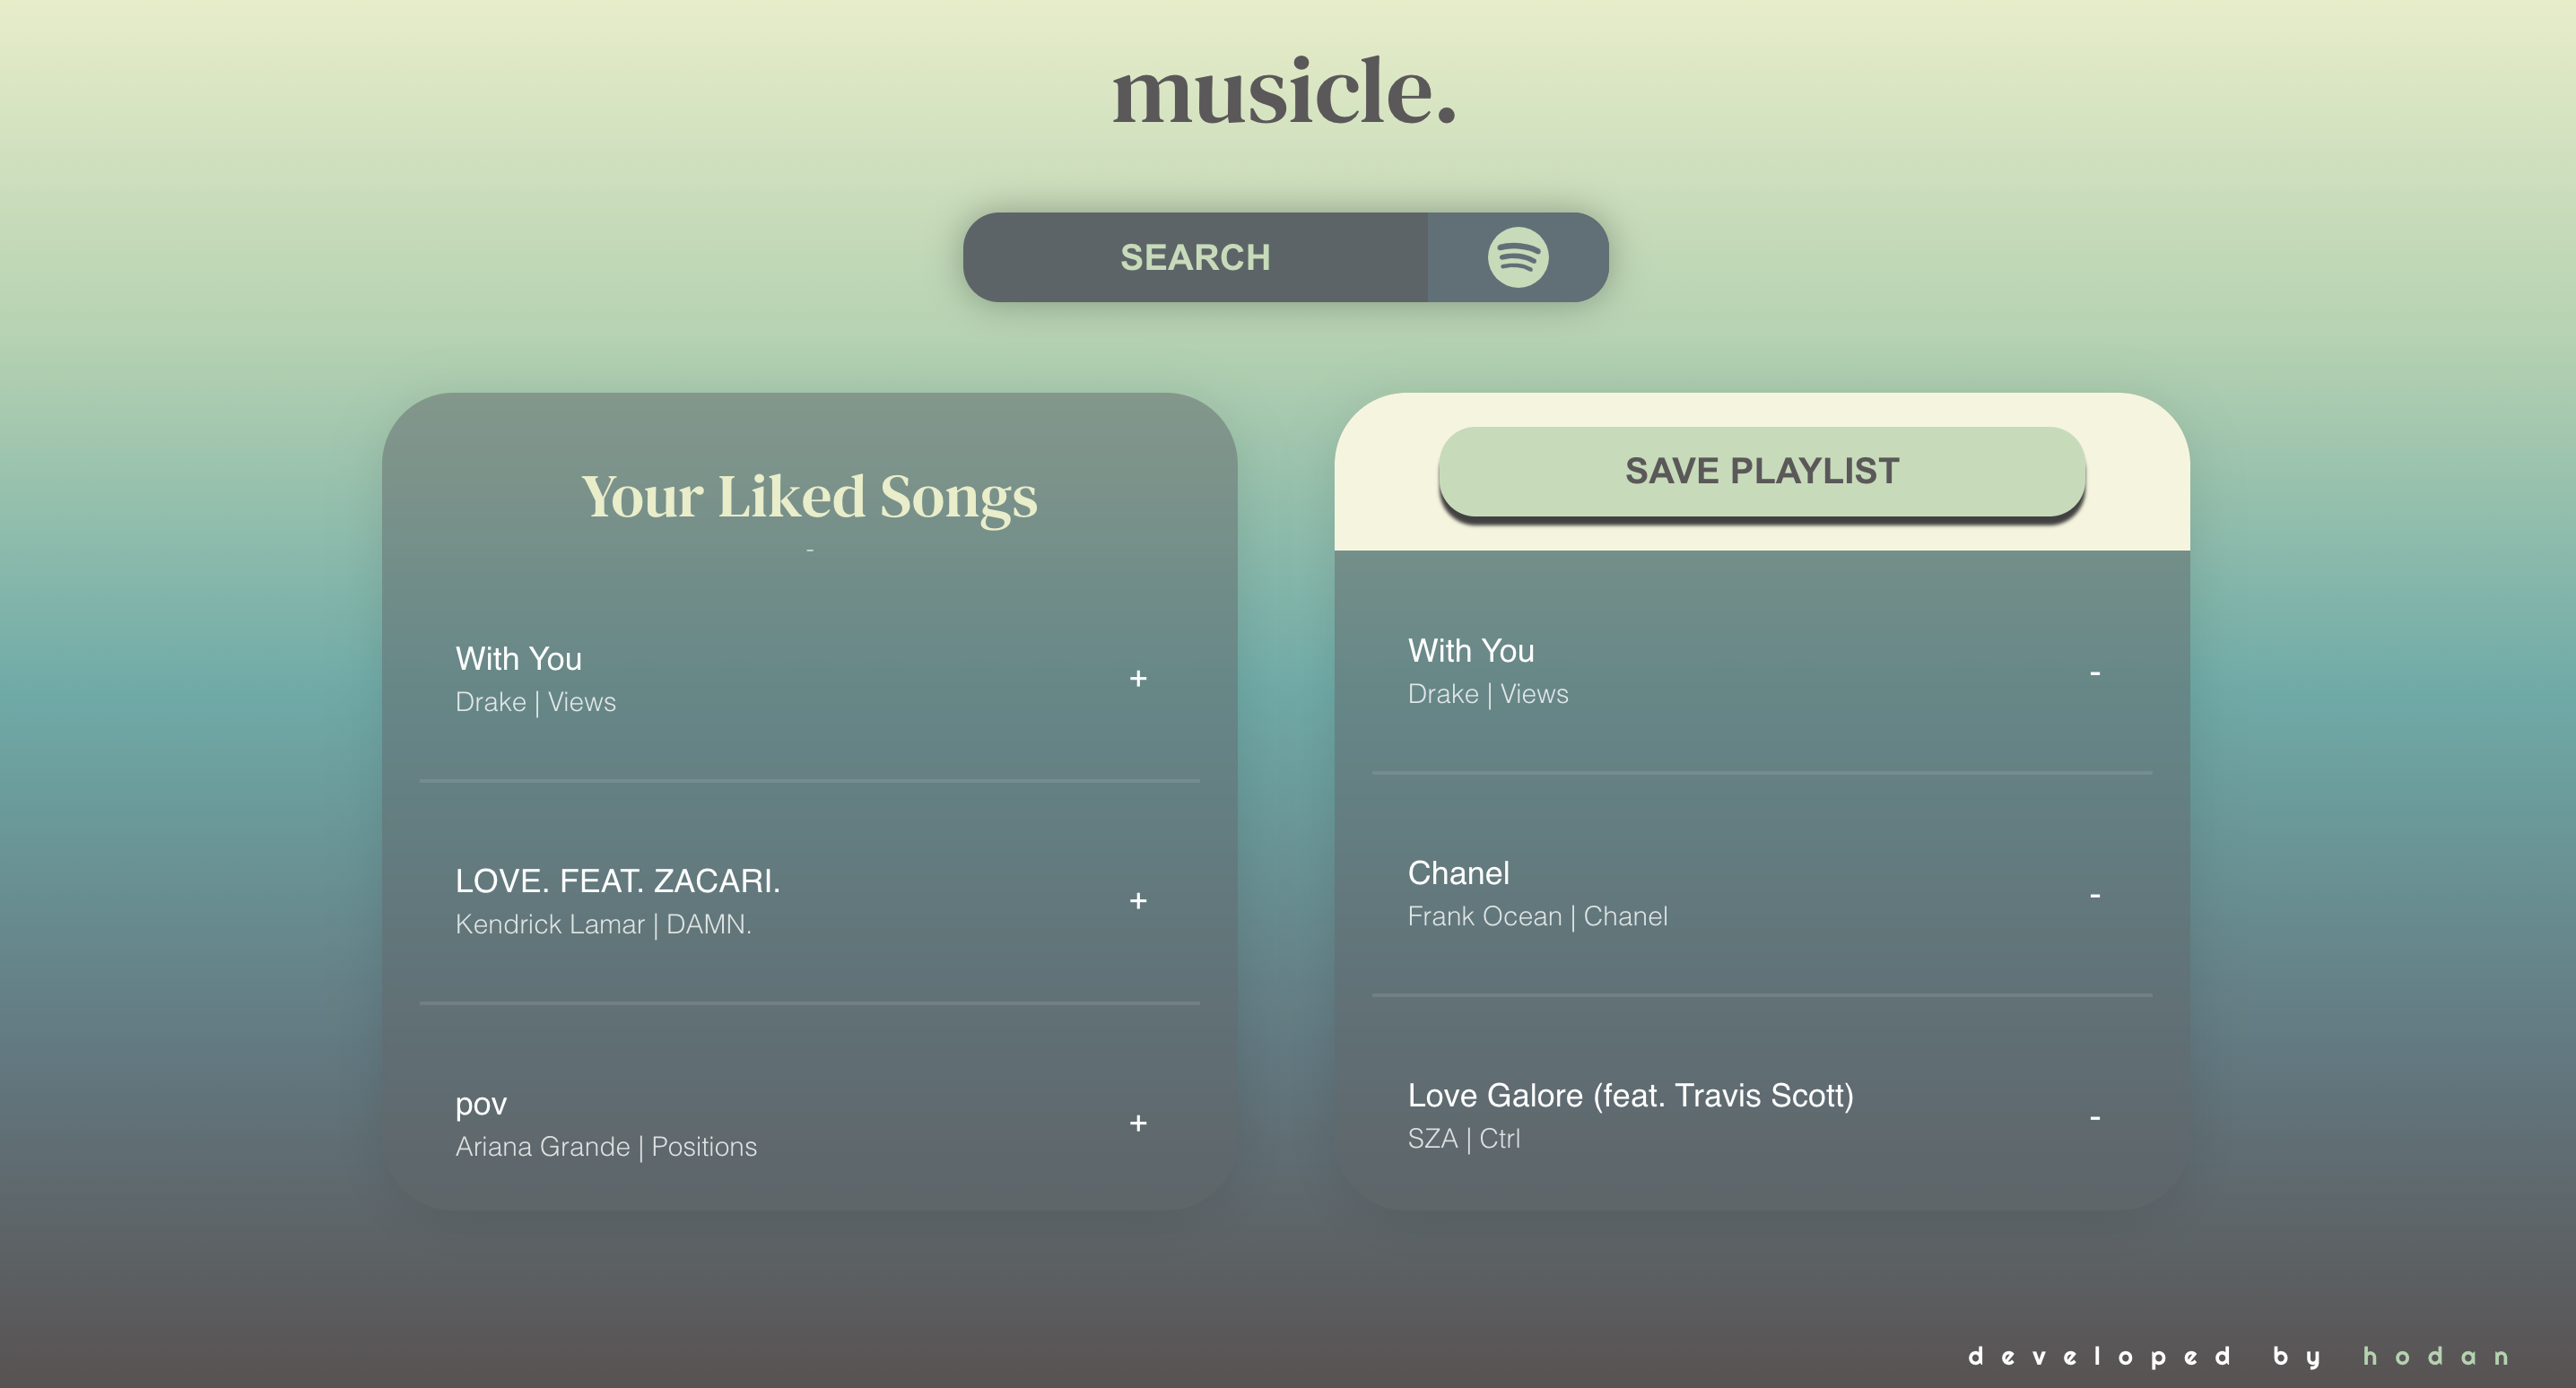 musicle.
SEARCH
Your Liked Songs
-
With You
Drake | Views
+
LOVE. FEAT. ZACARI.
Kendrick Lamar | DAMN.
+
pov
Ariana Grande | Positions
+
SAVE PLAYLIST
With You
Drake | Views
-
Chanel
Frank Ocean | Chanel
-
Love Galore (feat. Travis Scott)
SZA | Ctrl
-
developed by hodan